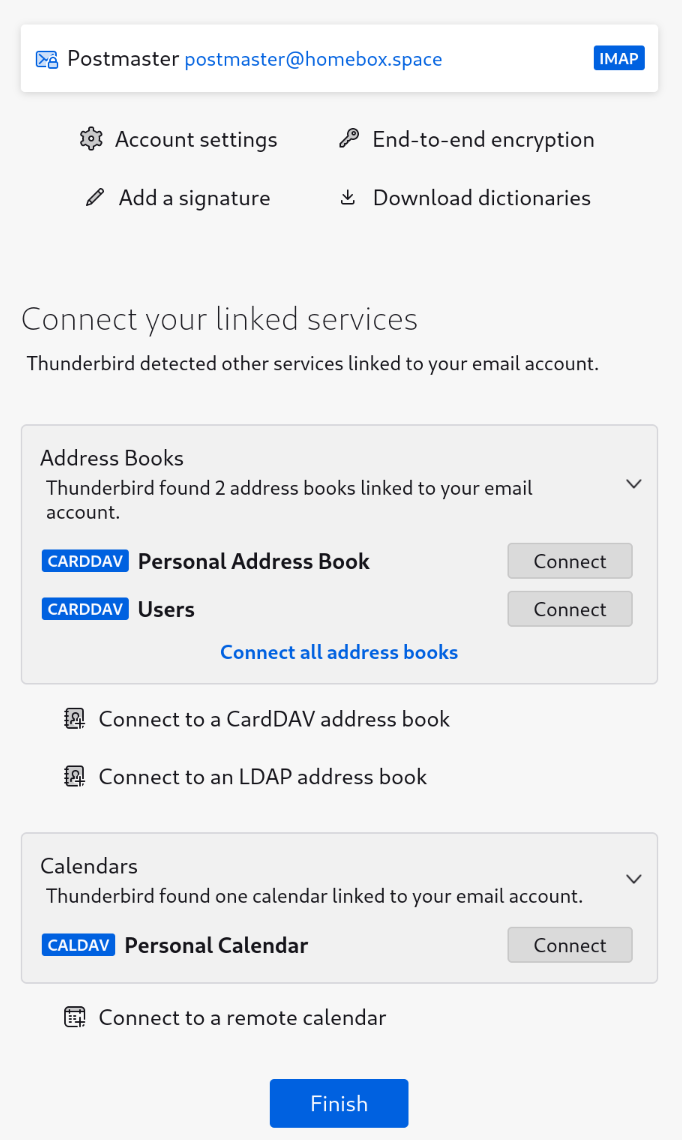 Postmaster postmaster@homebox.space IMAP
Account settings End-to-end encryption
Add a signature Download dictionaries
Connect your linked services
Thunderbird detected other services linked to your email account.
Address Books
Thunderbird found 2 address books linked to your email
account.
CARDDAV Personal Address Book Connect
CARDDAV Users Connect
Connect all address books
Connect to a CardDAV address book
Connect to an LDAP address book
Calendars
Thunderbird found one calendar linked to your email account.
CALDAV Personal Calendar Connect
Connect to a remote calendar
Finish